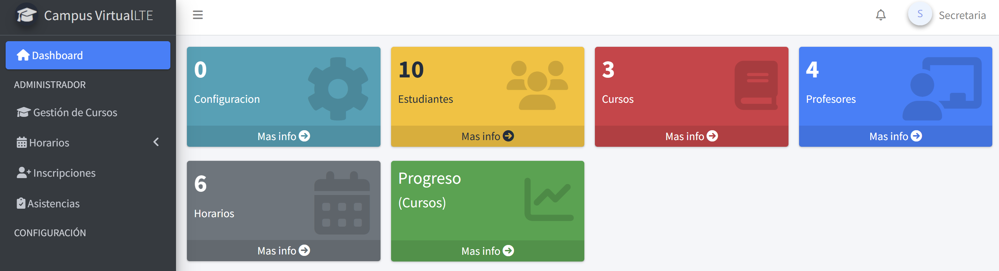 Campus VirtualLTE
Dashboard
ADMINISTRADOR
Gestión de Cursos
Horarios
Inscripciones
Asistencias
CONFIGURACIÓN
S Secretaria
0
Configuracion
Mas info
10
Estudiantes
Mas info
3
Cursos
Mas info
4
Profesores
Mas info
6
Horarios
Mas info
Progreso
(Cursos)
Mas info